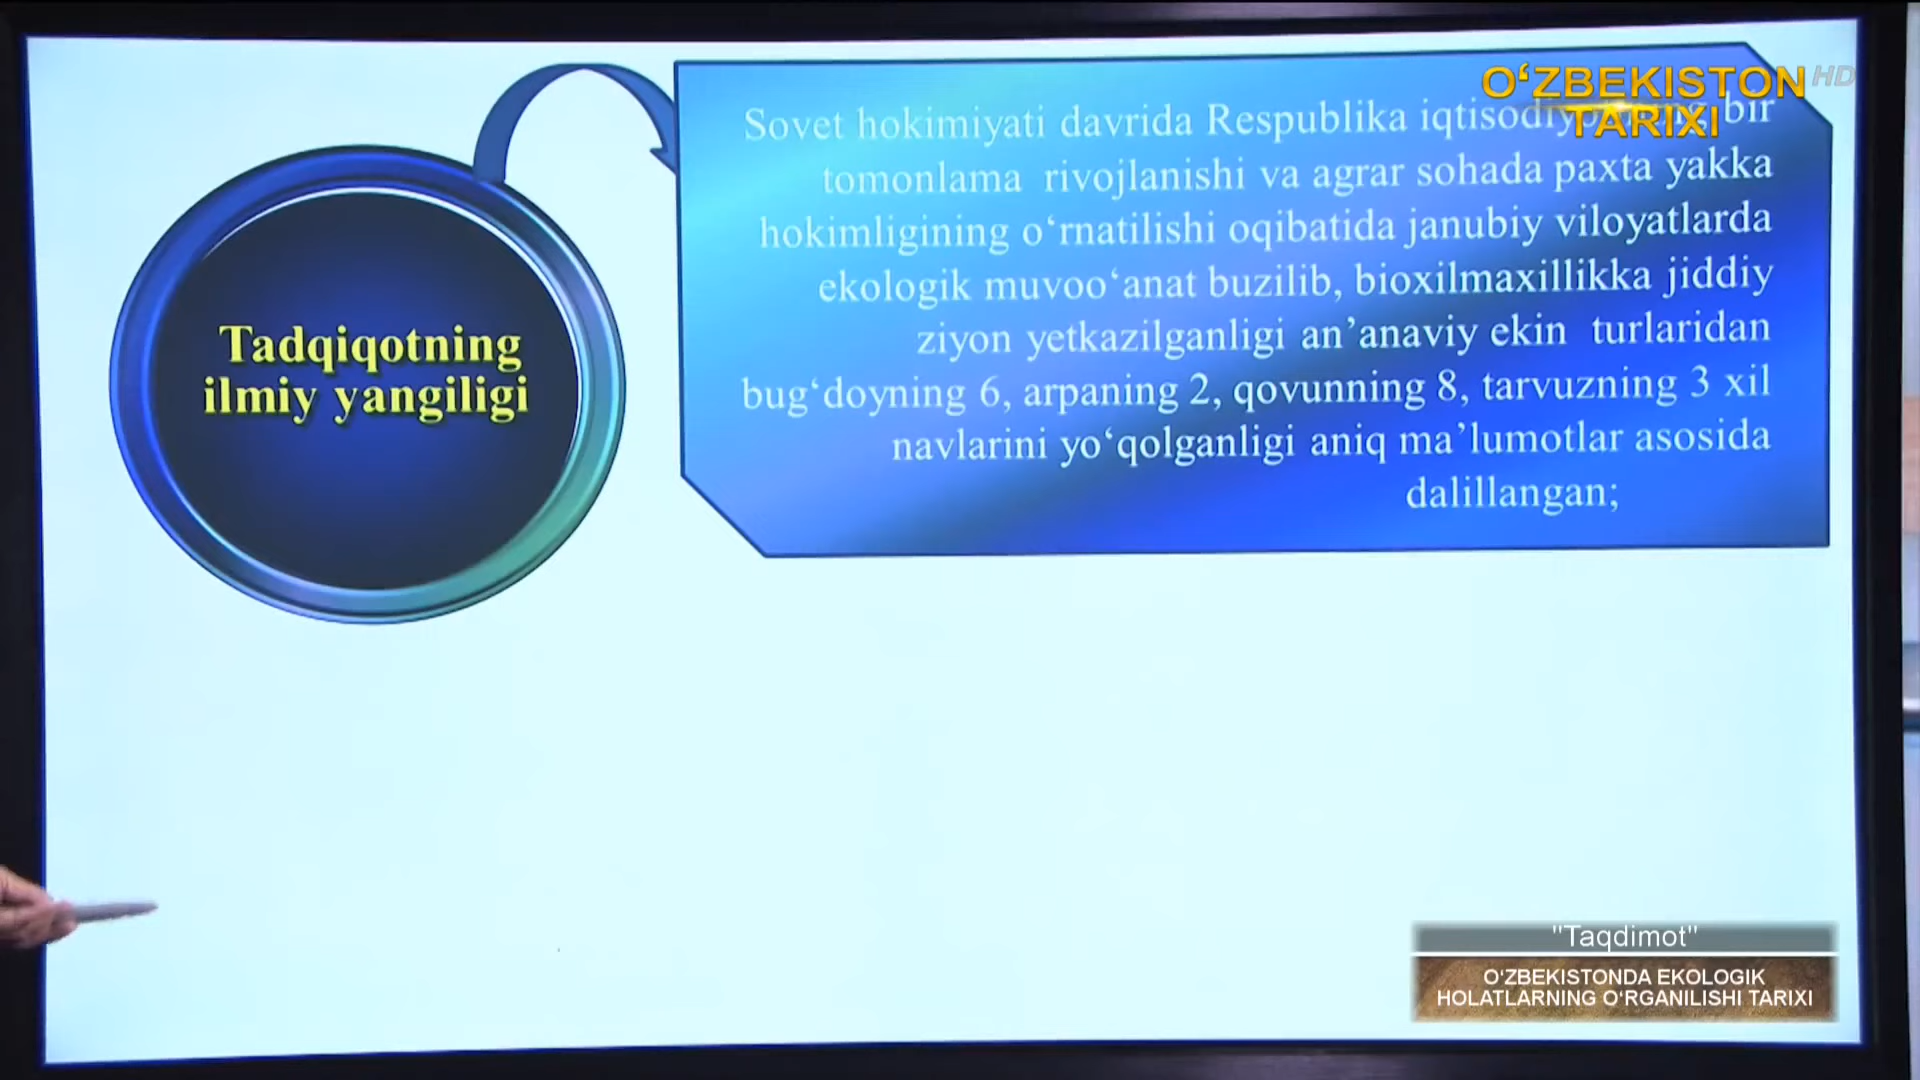 O‘ZBEKISTON HD
TARIXI
Sovet hokimiyati davrida Respublika bir
tomonlama rivojlanishi va agrar sohada paxta yakka
hokimligining o‘rnatilishi oqibatida janubiy viloyatlarda
ekologik muvoo‘anat buzilib, bioxilmaxillikka jiddiy
ziyon yetkazilganligi an’anaviy ekin turlaridan
bug‘doyning 6, arpaning 2, qovunning 8, tarvuzning 3 xil
navlarini yo‘qolganligi aniq ma’lumotlar asosida
dalillangan;
Tadqiqotning
ilmiy yangiligi
"Taqdimot"
O‘ZBEKISTONDA EKOLOGIK
HOLATLARNING O‘RGANILISHI TARIXI